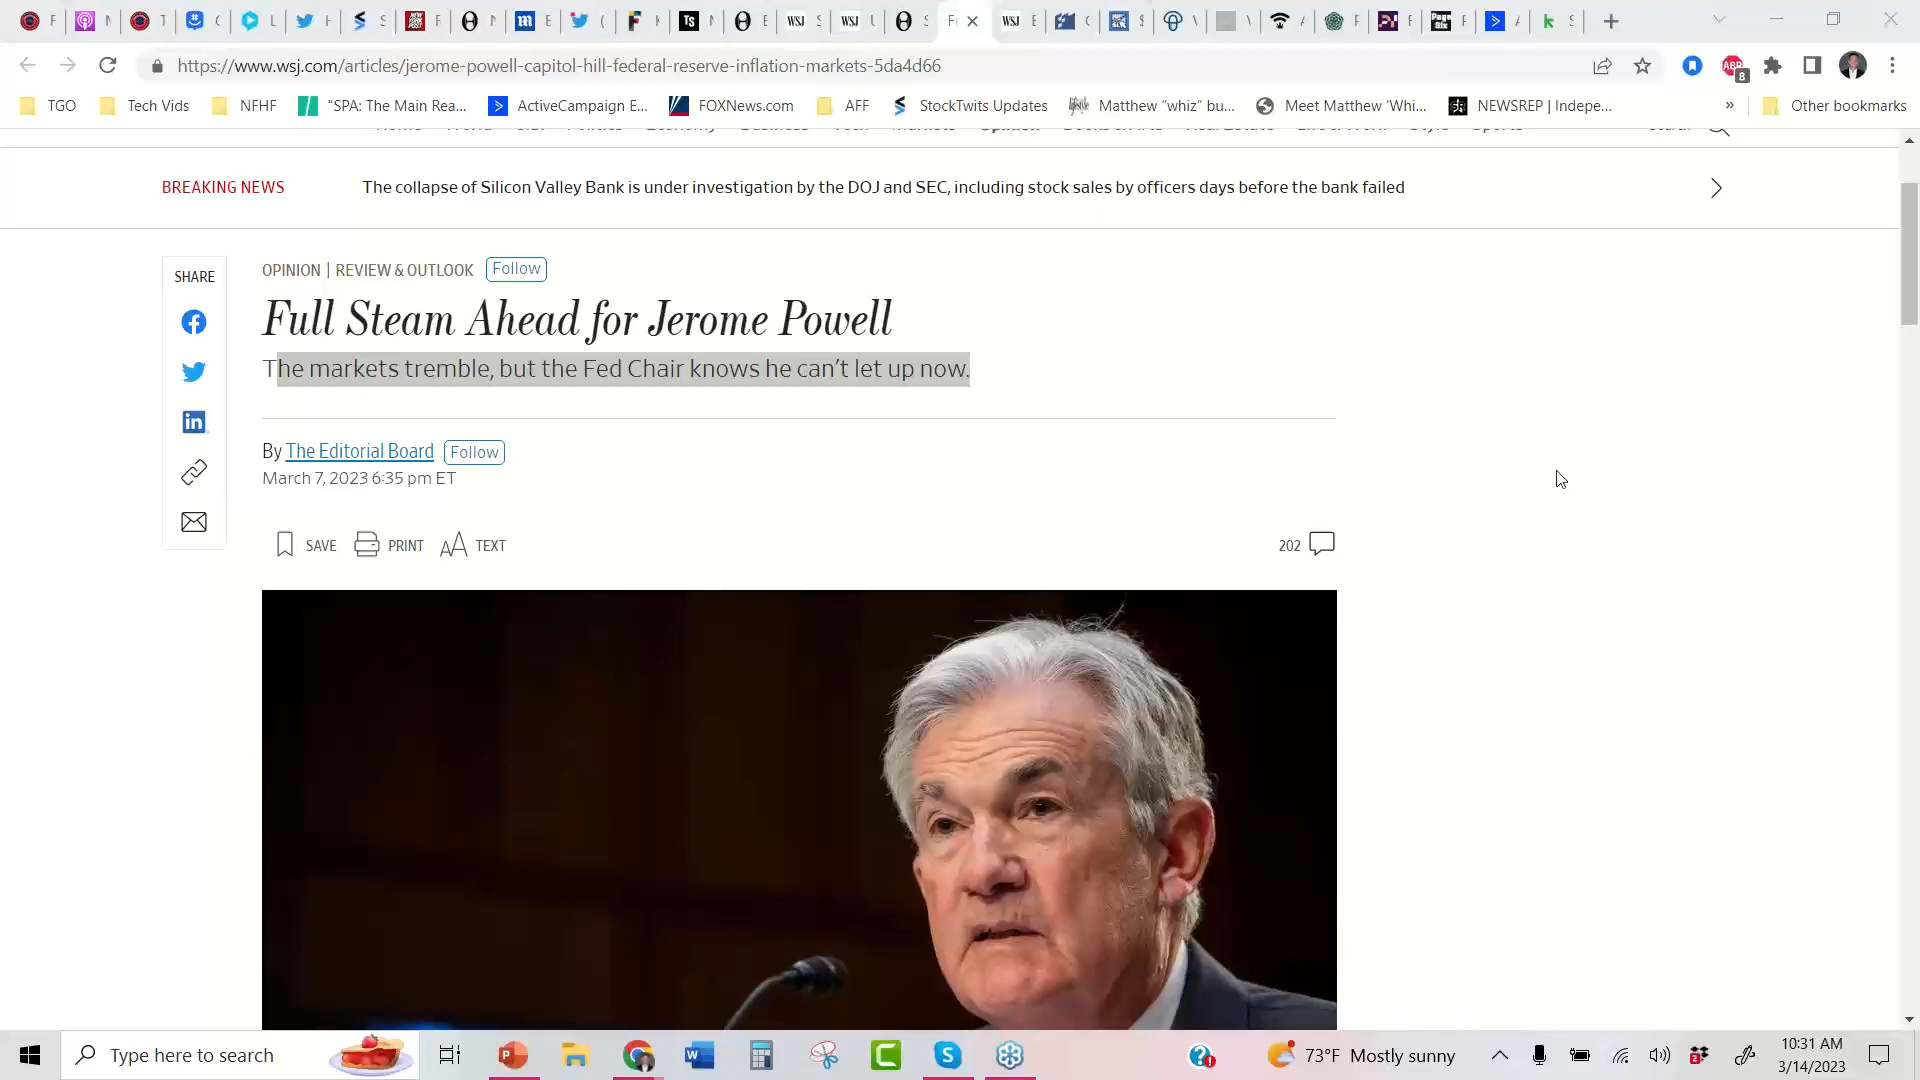 https://www.wsj.com/articles/jerome-powell-capitol-hill-federal-reserve-inflation-markets-5da4d66
ABP
8
TGO
Tech Vids
NFHF
"SPA: The Main Rea...
ActiveCampaign E...
FOXNews.com
AFF
StockTwits Updates
Matthew "whiz" bu...
Meet Matthew 'Whi...
NEWSREP | Indepe...
»
Other bookmarks
BREAKING NEWS
The collapse of Silicon Valley Bank is under investigation by the DOJ and SEC, including stock sales by officers days before the bank failed
SHARE
OPINION | REVIEW & OUTLOOK
Follow
Full Steam Ahead for Jerome Powell
The markets tremble, but the Fed Chair knows he can't let up now.
By The Editorial Board
Follow
March 7, 2023 6:35 pm ET
SAVE
PRINT
TEXT
202
Type here to search
73°F Mostly sunny
10:31 AM
3/14/2023